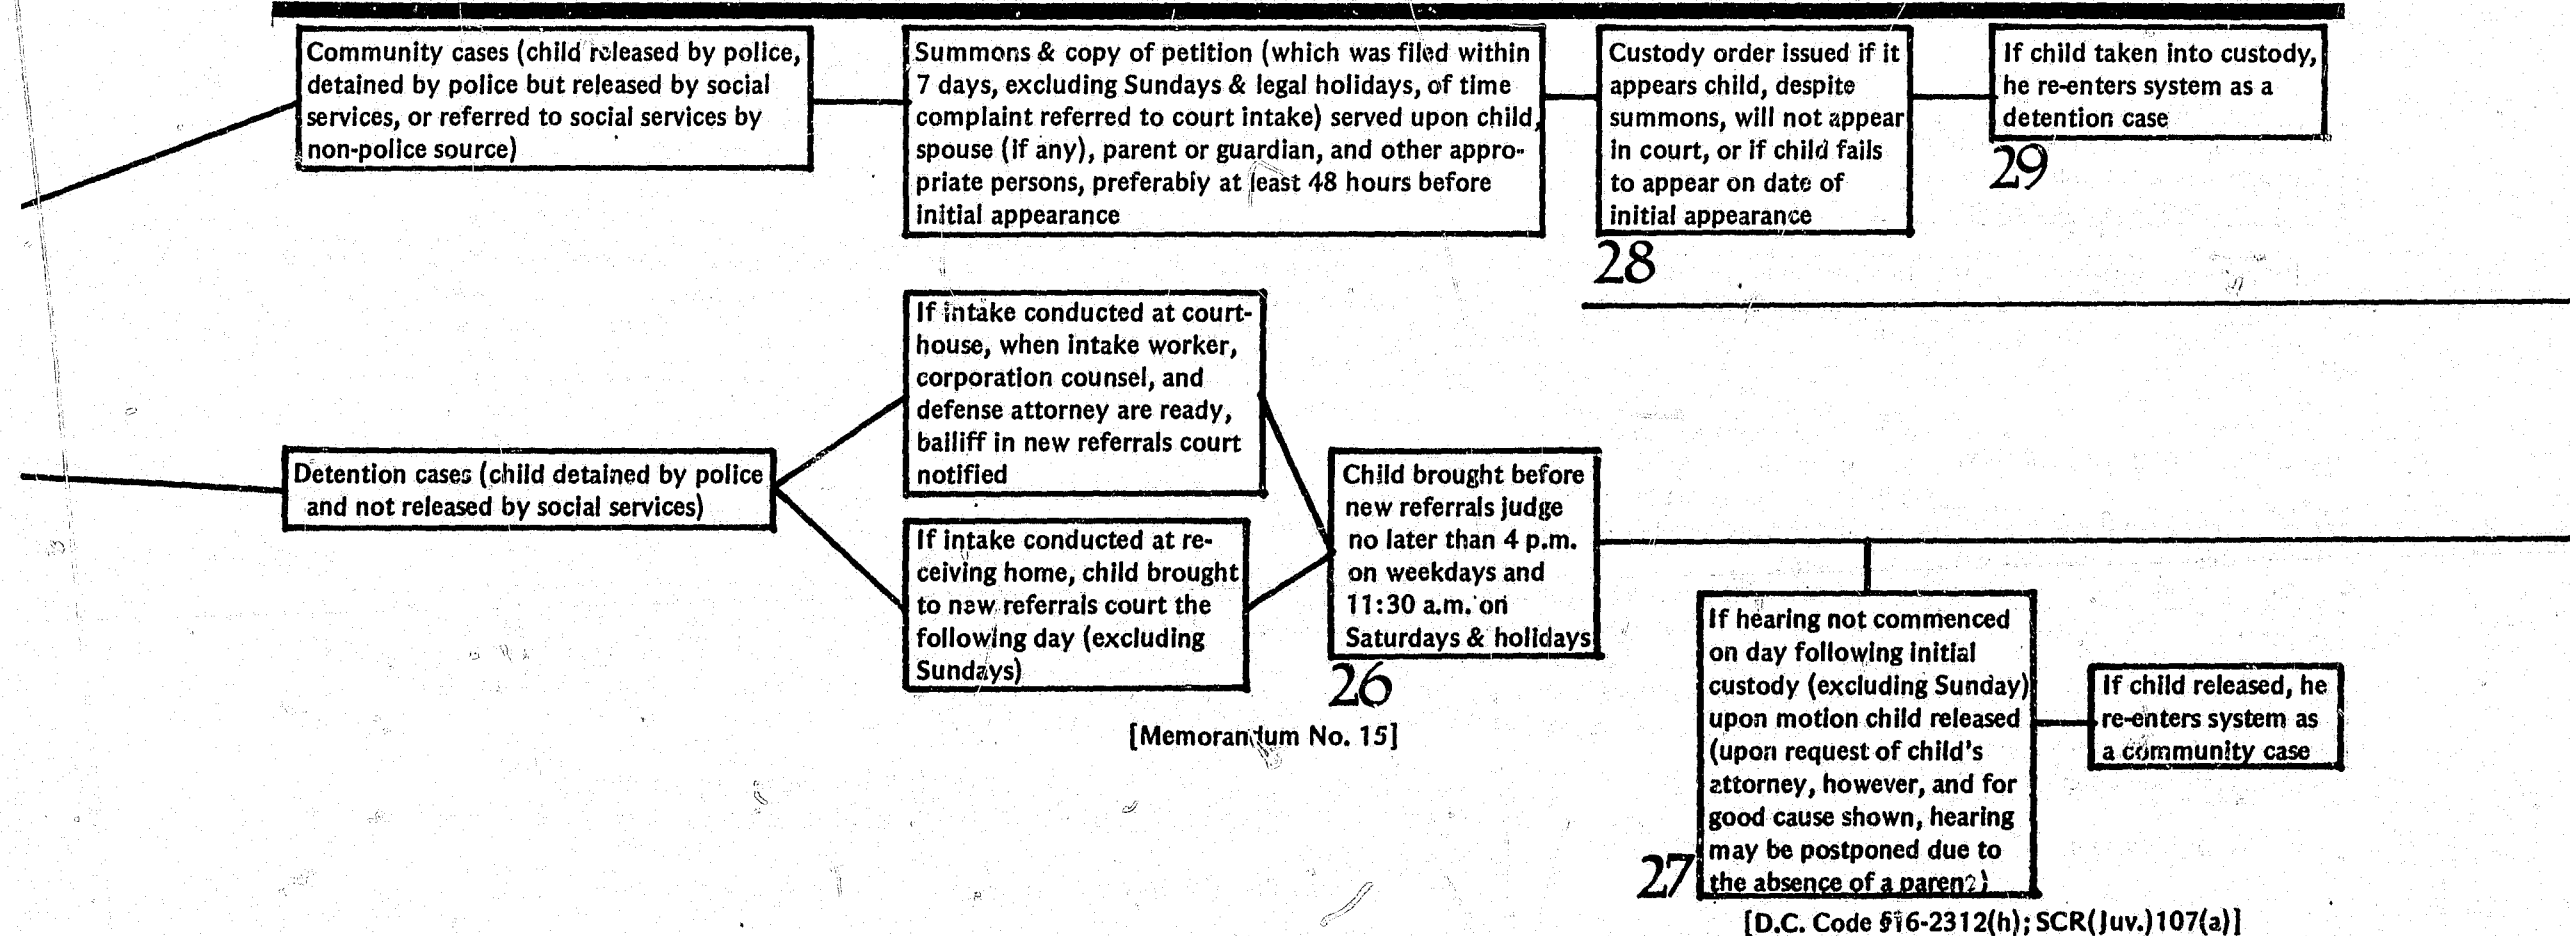 Community cases (child released by police,
detained by police but released by social
services, or referred to social services by
non-police source)
Summons & copy of petition (which was filed within
7 days, excluding Sundays & legal holidays, of time
complaint referred to court intake) served upon child,
spouse (if any), parent or guardian, and other appro-
priate persons, preferably at least 48 hours before
initial appearance
Custody order issued if it
appears child, despite
summons, will not appear
in court, or if child fails
to appear on date of
initial appearance
28
If child taken into custody,
he re-enters system as a
detention case
29
Detention cases (child detained by police
and not released by social services)
If intake conducted at court-
house, when intake worker,
corporation counsel, and
defense attorney are ready,
bailiff in new referrals court
notified
If intake conducted at re-
ceiving home, child brought
to new referrals court the
following day (excluding
Sundays)
Child brought before
new referrals judge
no later than 4 p.m.
on weekdays and
11:30 a.m. on
Saturdays & holidays
26
[Memorandum No. 15]
If hearing not commenced
on day following initial
custody (excluding Sunday)
upon motion child released
(upon request of child's
attorney, however, and for
good cause shown, hearing
may be postponed due to
the absence of a parent)
27
[D.C. Code §16-2312(h); SCR(Juv.)107(a)]
If child released, he
re-enters system as
a community case